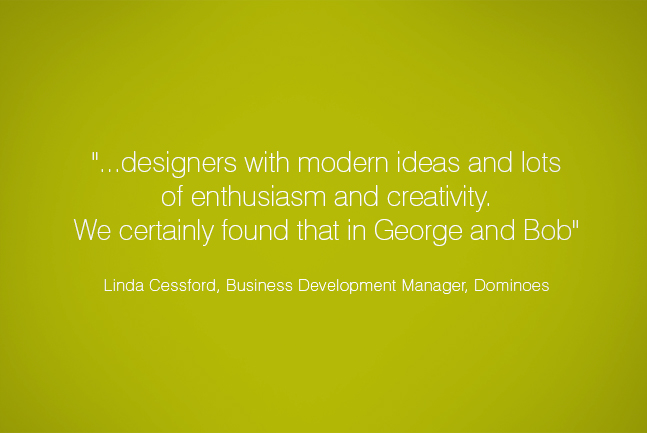 "...designers with modern ideas and lots
of enthusiasm and creativity.
We certainly found that in George and Bob"
Linda Cessford, Business Development Manager, Dominoes